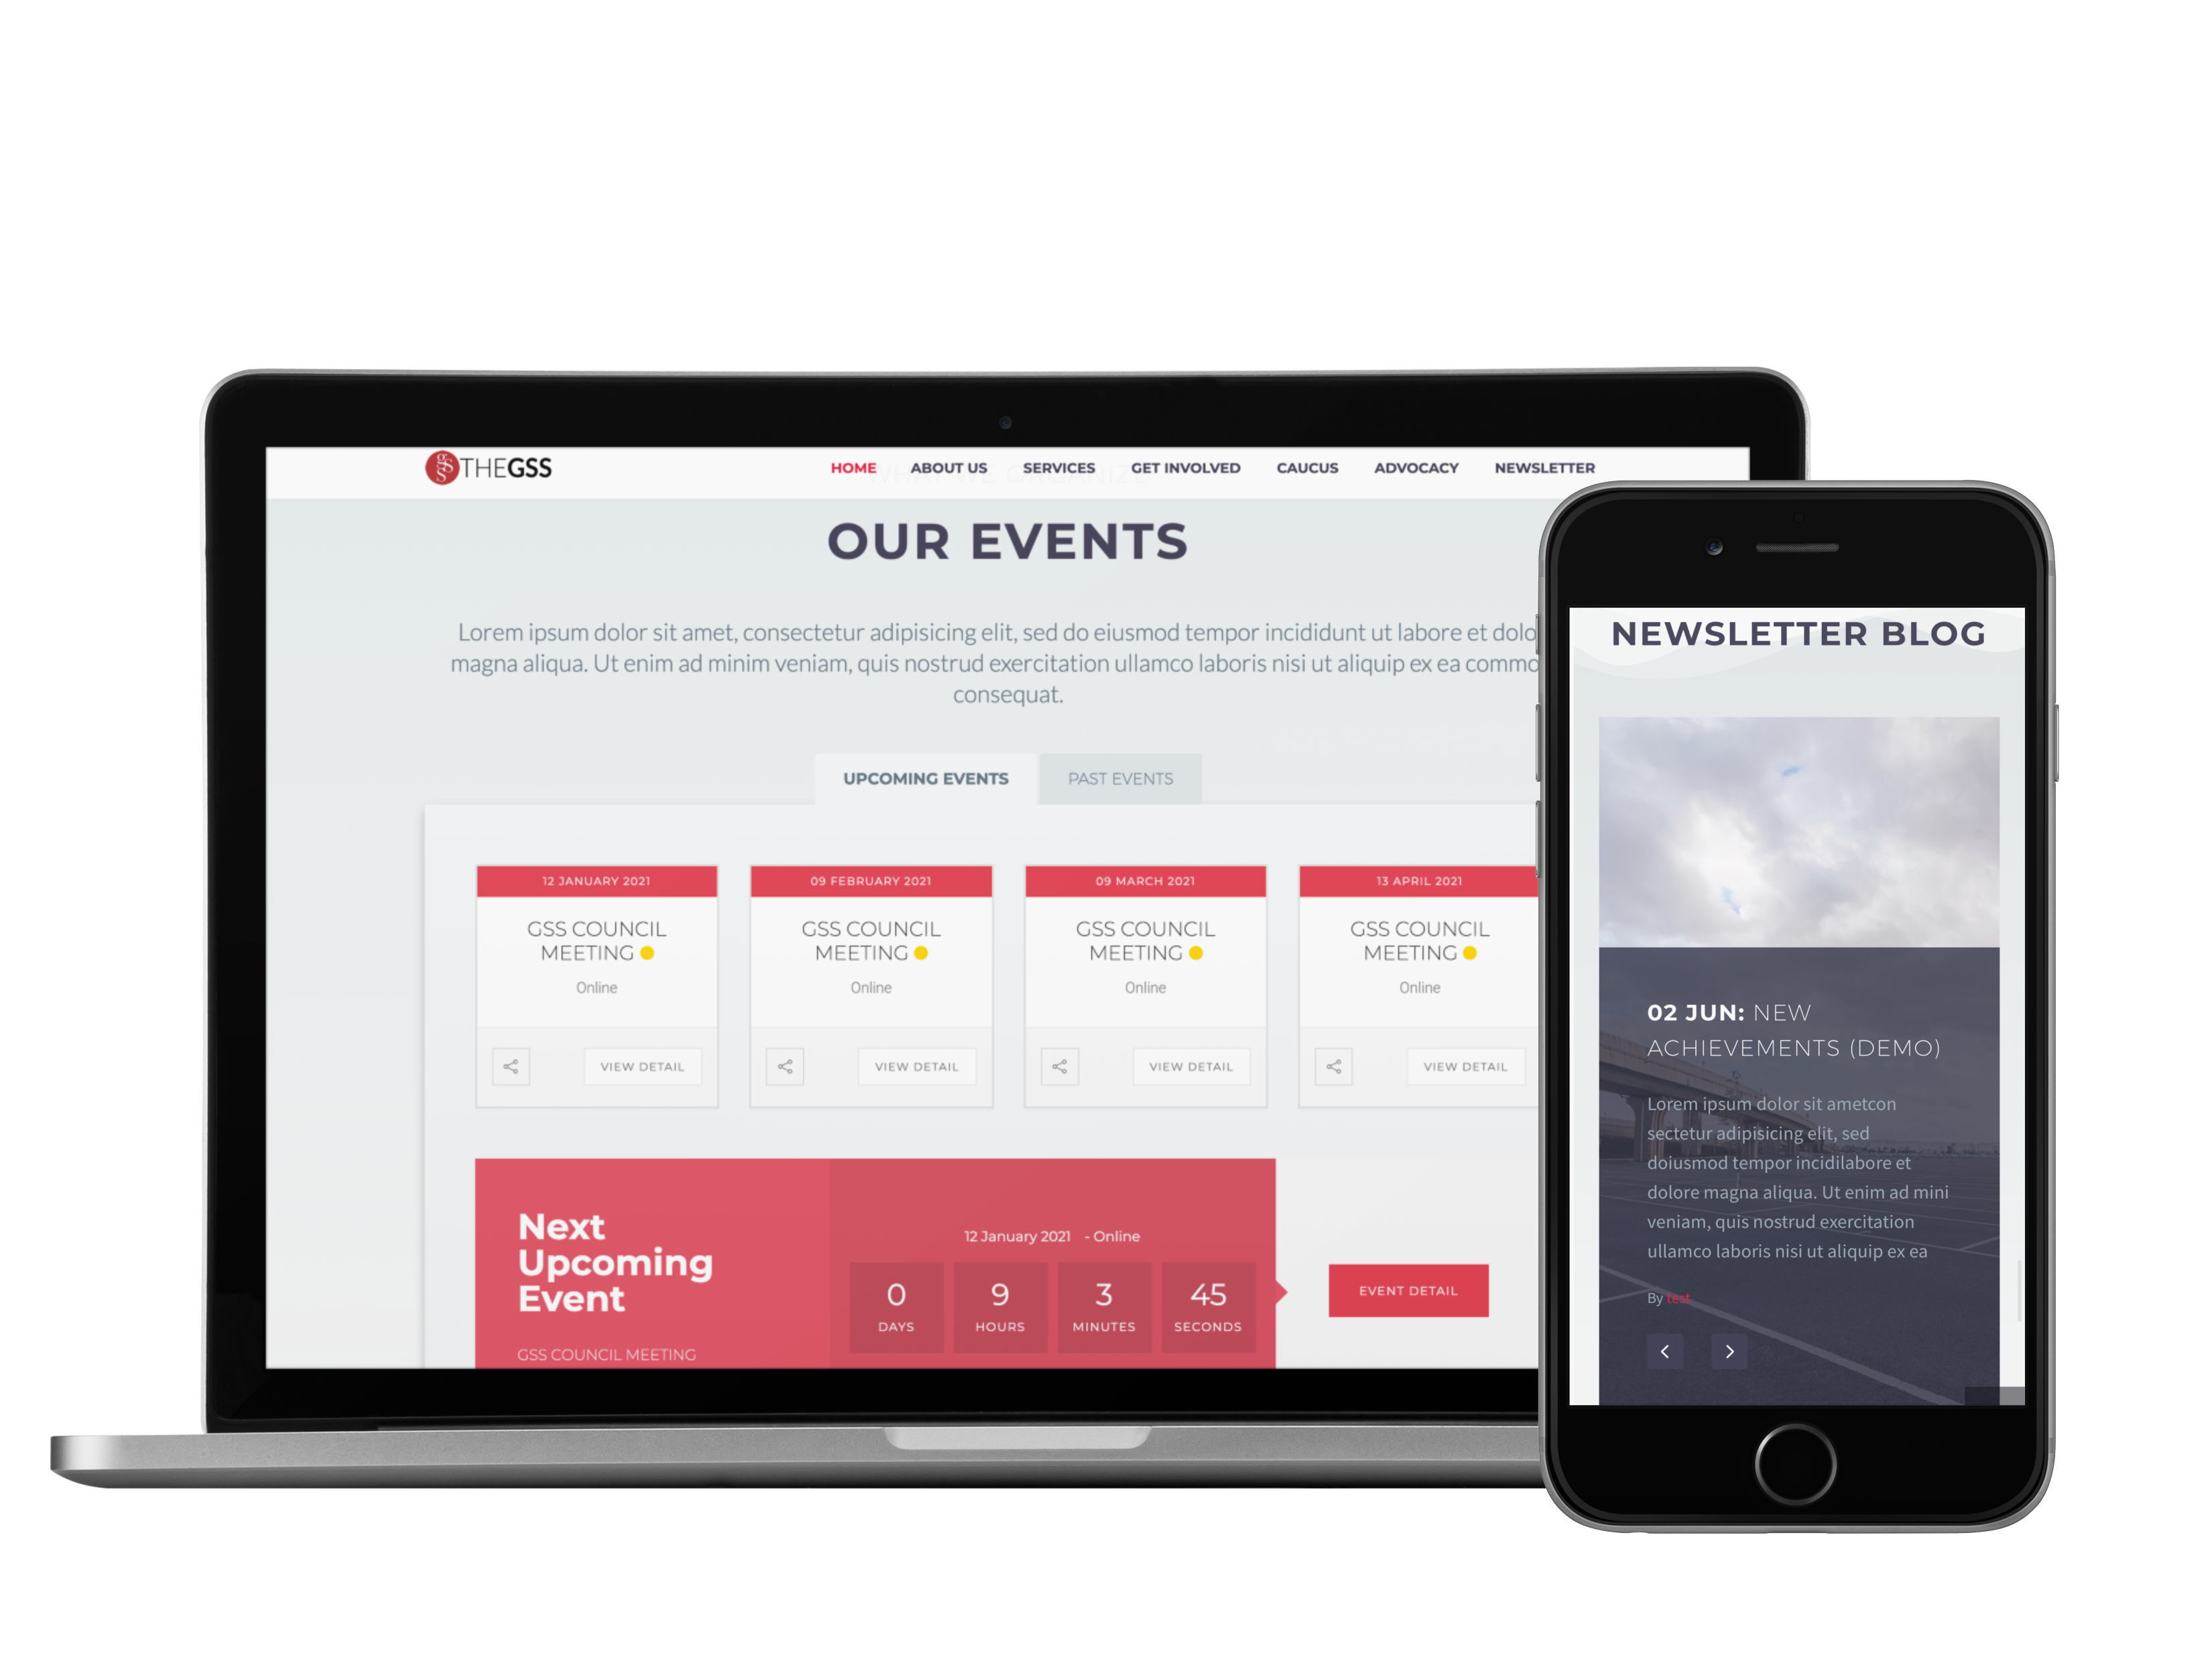 THEGSS
HOME ABOUT US SERVICES GET INVOLVED CAUCUS ADVOCACY NEWSLETTER
WHAT WE ORGANIZE
OUR EVENTS
Lorem ipsum dolor sit amet, consectetur adipisicing elit, sed do eiusmod tempor incididunt ut labore et dolo
magna aliqua. Ut enim ad minim veniam, quis nostrud exercitation ullamco laboris nisi ut aliquip ex ea commo
consequat.
UPCOMING EVENTS PAST EVENTS
12 JANUARY 2021
GSS COUNCIL
MEETING
Online
VIEW DETAIL
09 FEBRUARY 2021
GSS COUNCIL
MEETING
Online
VIEW DETAIL
09 MARCH 2021
GSS COUNCIL
MEETING
Online
VIEW DETAIL
13 APRIL 2021
GSS COUNCIL
MEETING
Online
VIEW DETAIL
Next
Upcoming
Event
GSS COUNCIL MEETING
12 January 2021 - Online
0 9 3 45
DAYS HOURS MINUTES SECONDS
EVENT DETAIL
NEWSLETTER BLOG
02 JUN: NEW
ACHIEVEMENTS (DEMO)
Lorem ipsum dolor sit ametcon
sectetur adipisicing elit, sed
doiusmod tempor incidilabore et
dolore magna aliqua. Ut enim ad mini
veniam, quis nostrud exercitation
ullamco laboris nisi ut aliquip ex ea
By test